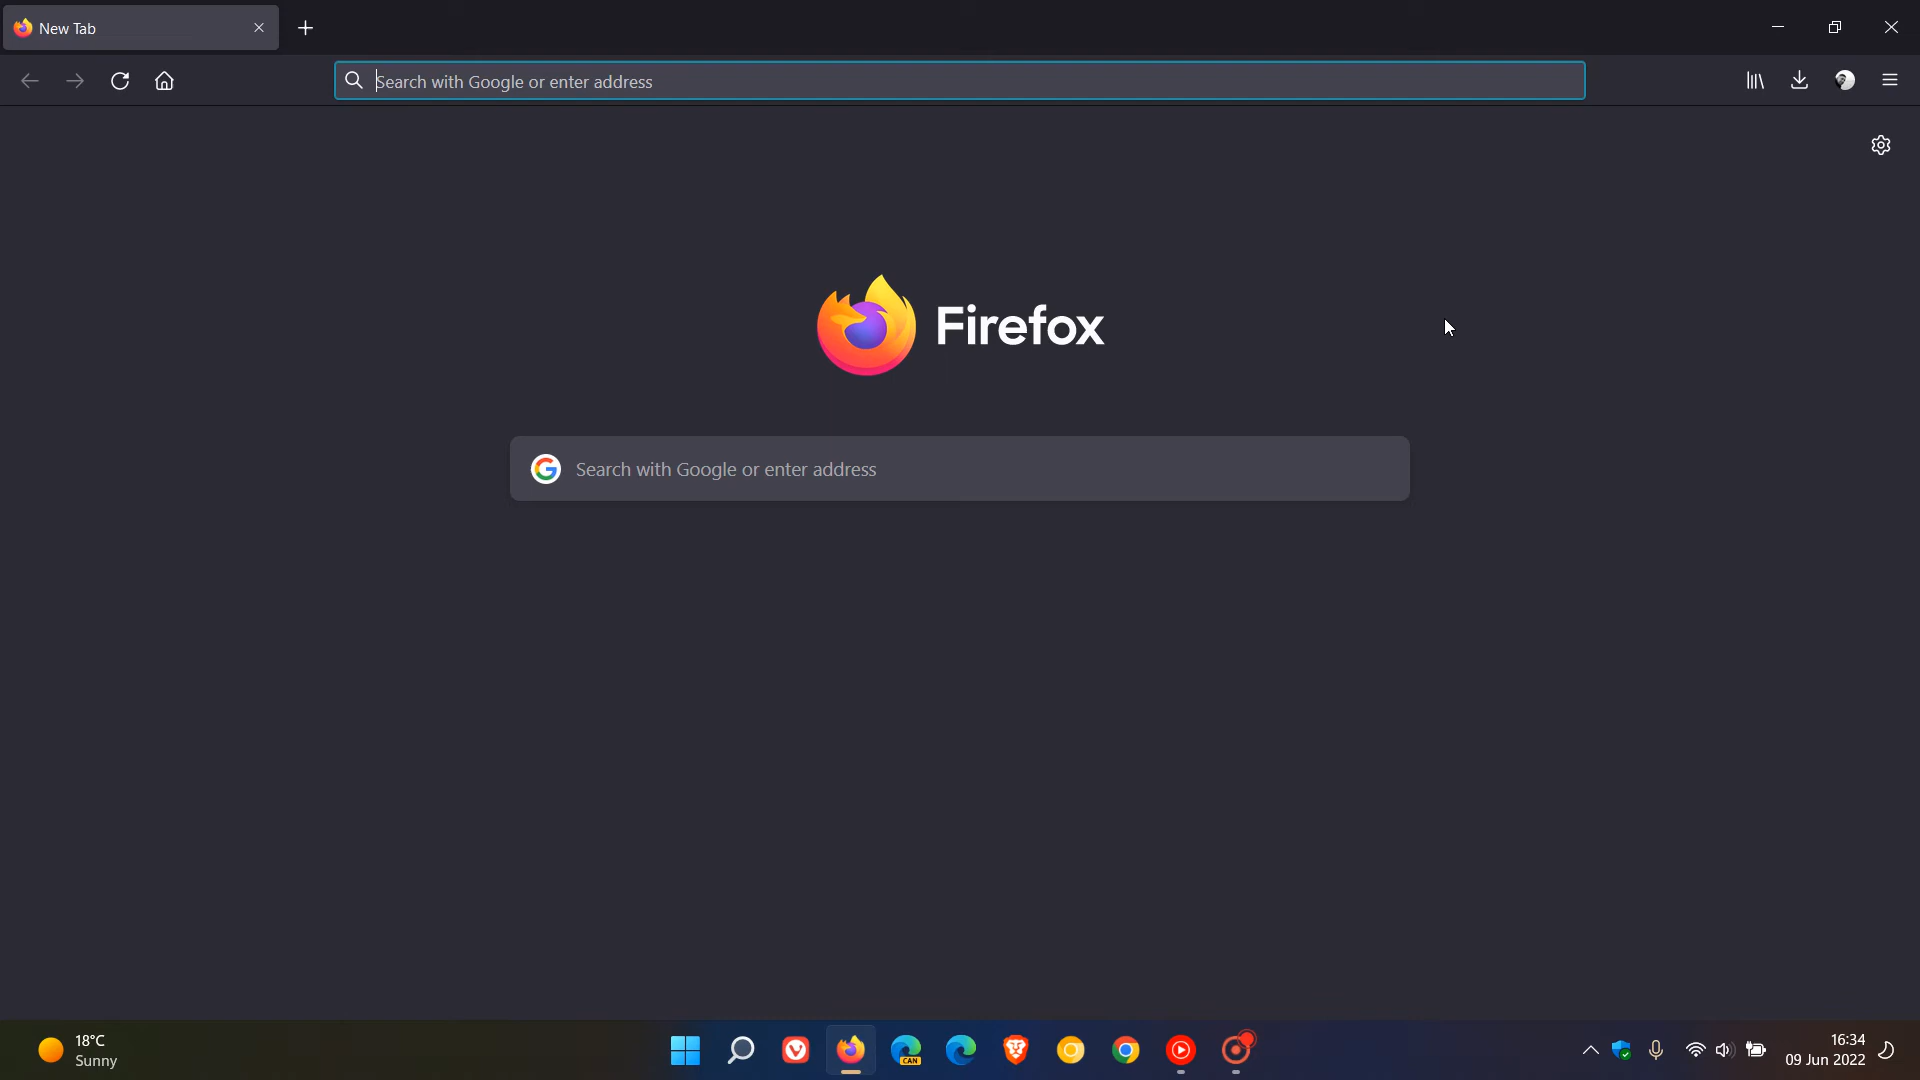 New Tab
Search with Google or enter address
Firefox
Search with Google or enter address
18°C
Sunny
CAN
16:34
09 Jun 2022